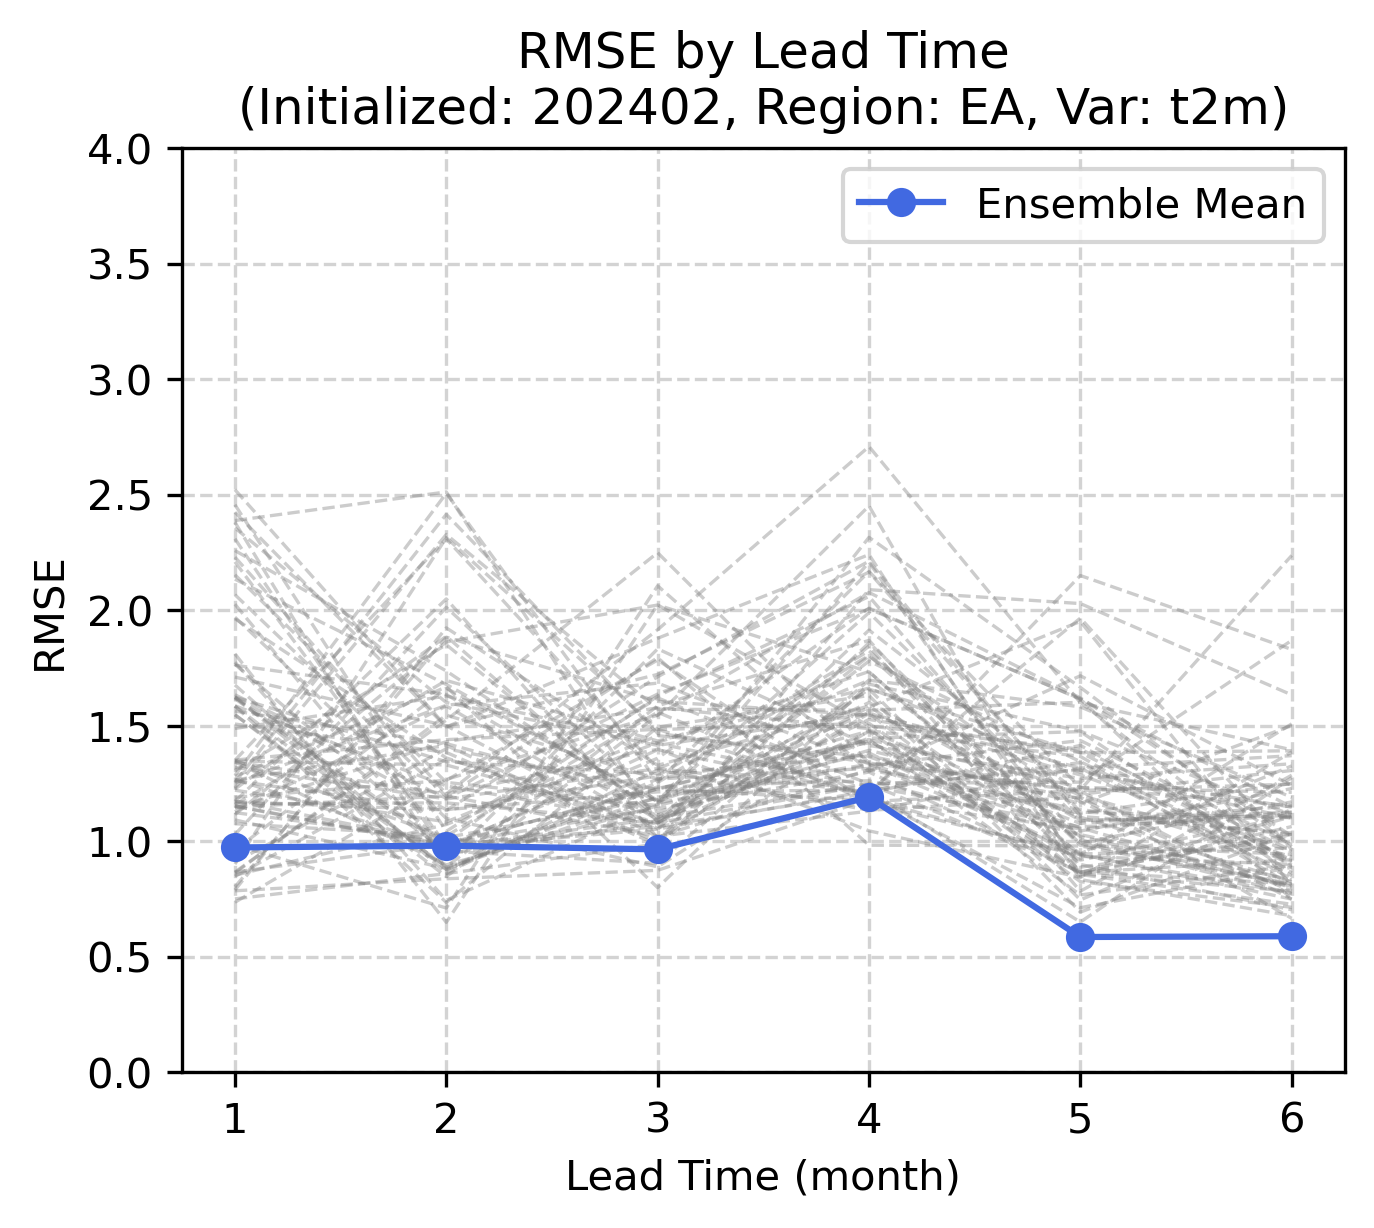 RMSE by Lead Time
(Initialized: 202402, Region: EA, Var: t2m)
4.0
3.5
3.0
2.5
2.0
1.5
1.0
0.5
0.0
RMSE
Ensemble Mean
1 2 3 4 5 6
Lead Time (month)